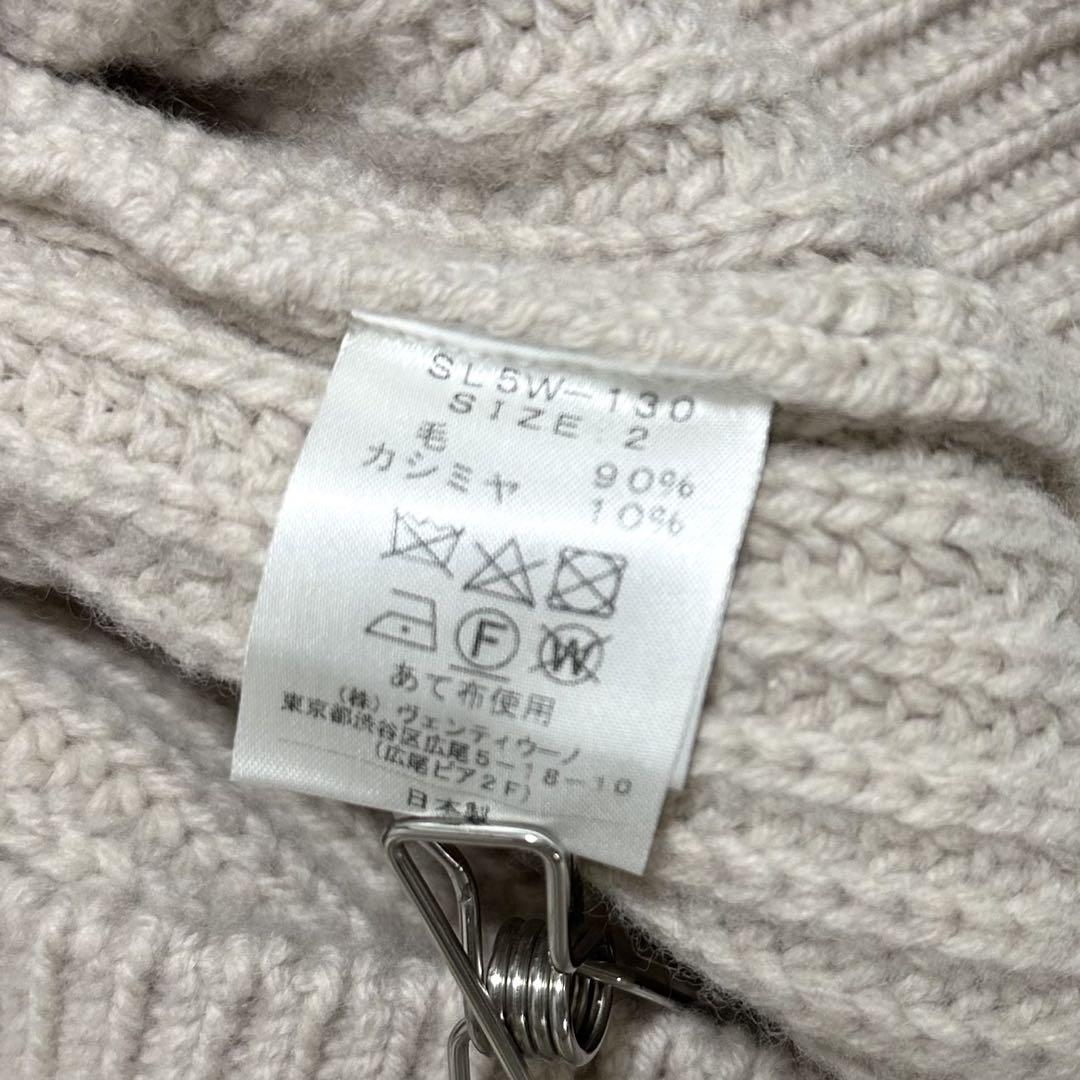 SL5W-130
SIZE 2
毛 90%
カシミヤ 10%
F W
あて布使用
(株) ヴェンティウーノ
東京都渋谷区広尾5-18-10
(広尾ピア2F)
日本製